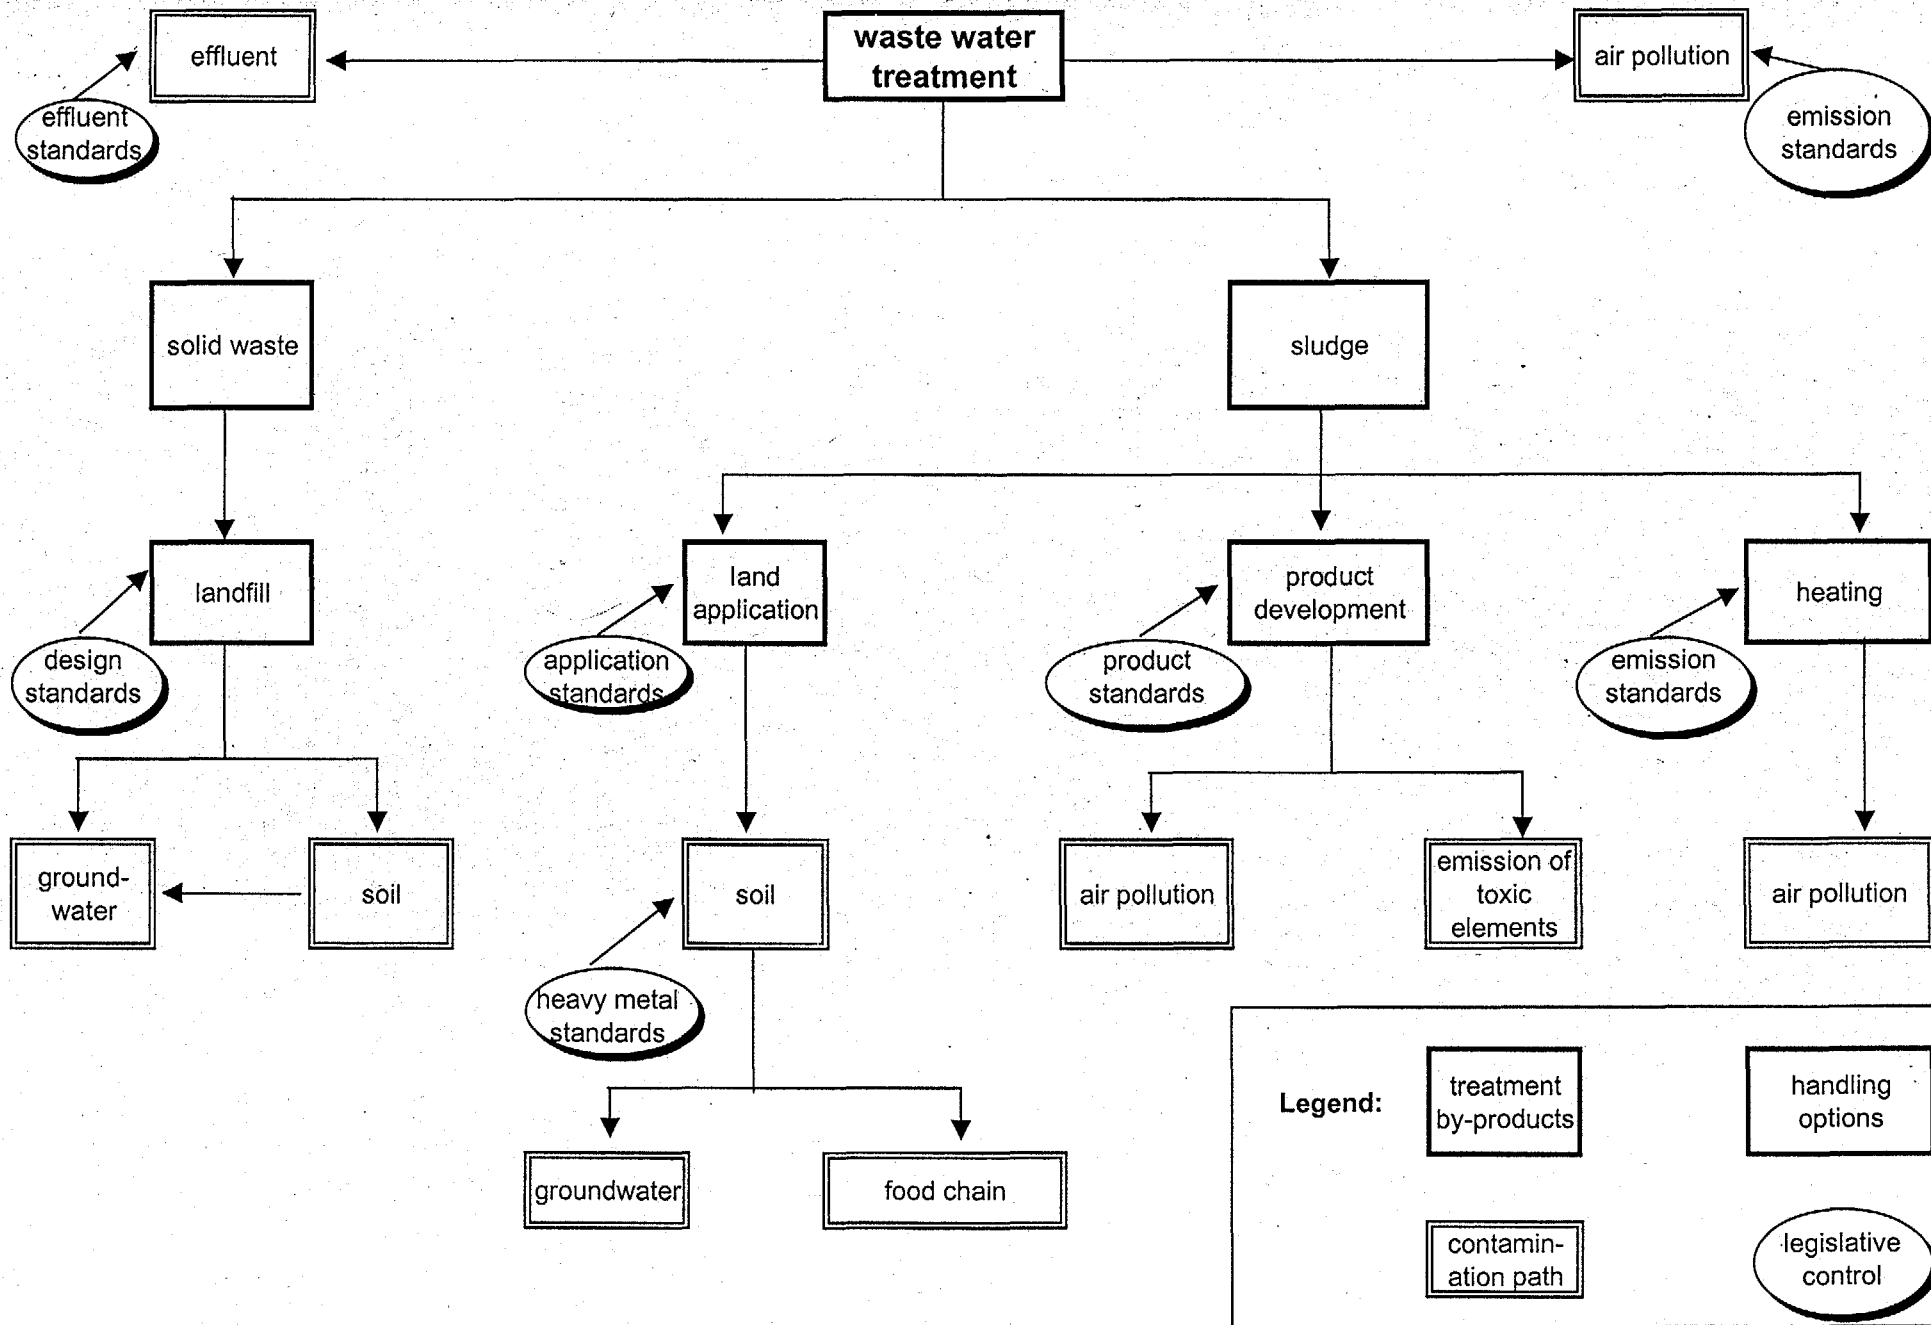 effluent
waste water
treatment
air pollution
effluent
standards
emission
standards
solid waste
sludge
landfill
land
application
product
development
heating
design
standards
application
standards
product
standards
emission
standards
ground-
water
soil
soil
air pollution
emission of
toxic
elements
air pollution
heavy metal
standards
groundwater
food chain
Legend:
treatment
by-products
handling
options
contamin-
ation path
legislative
control